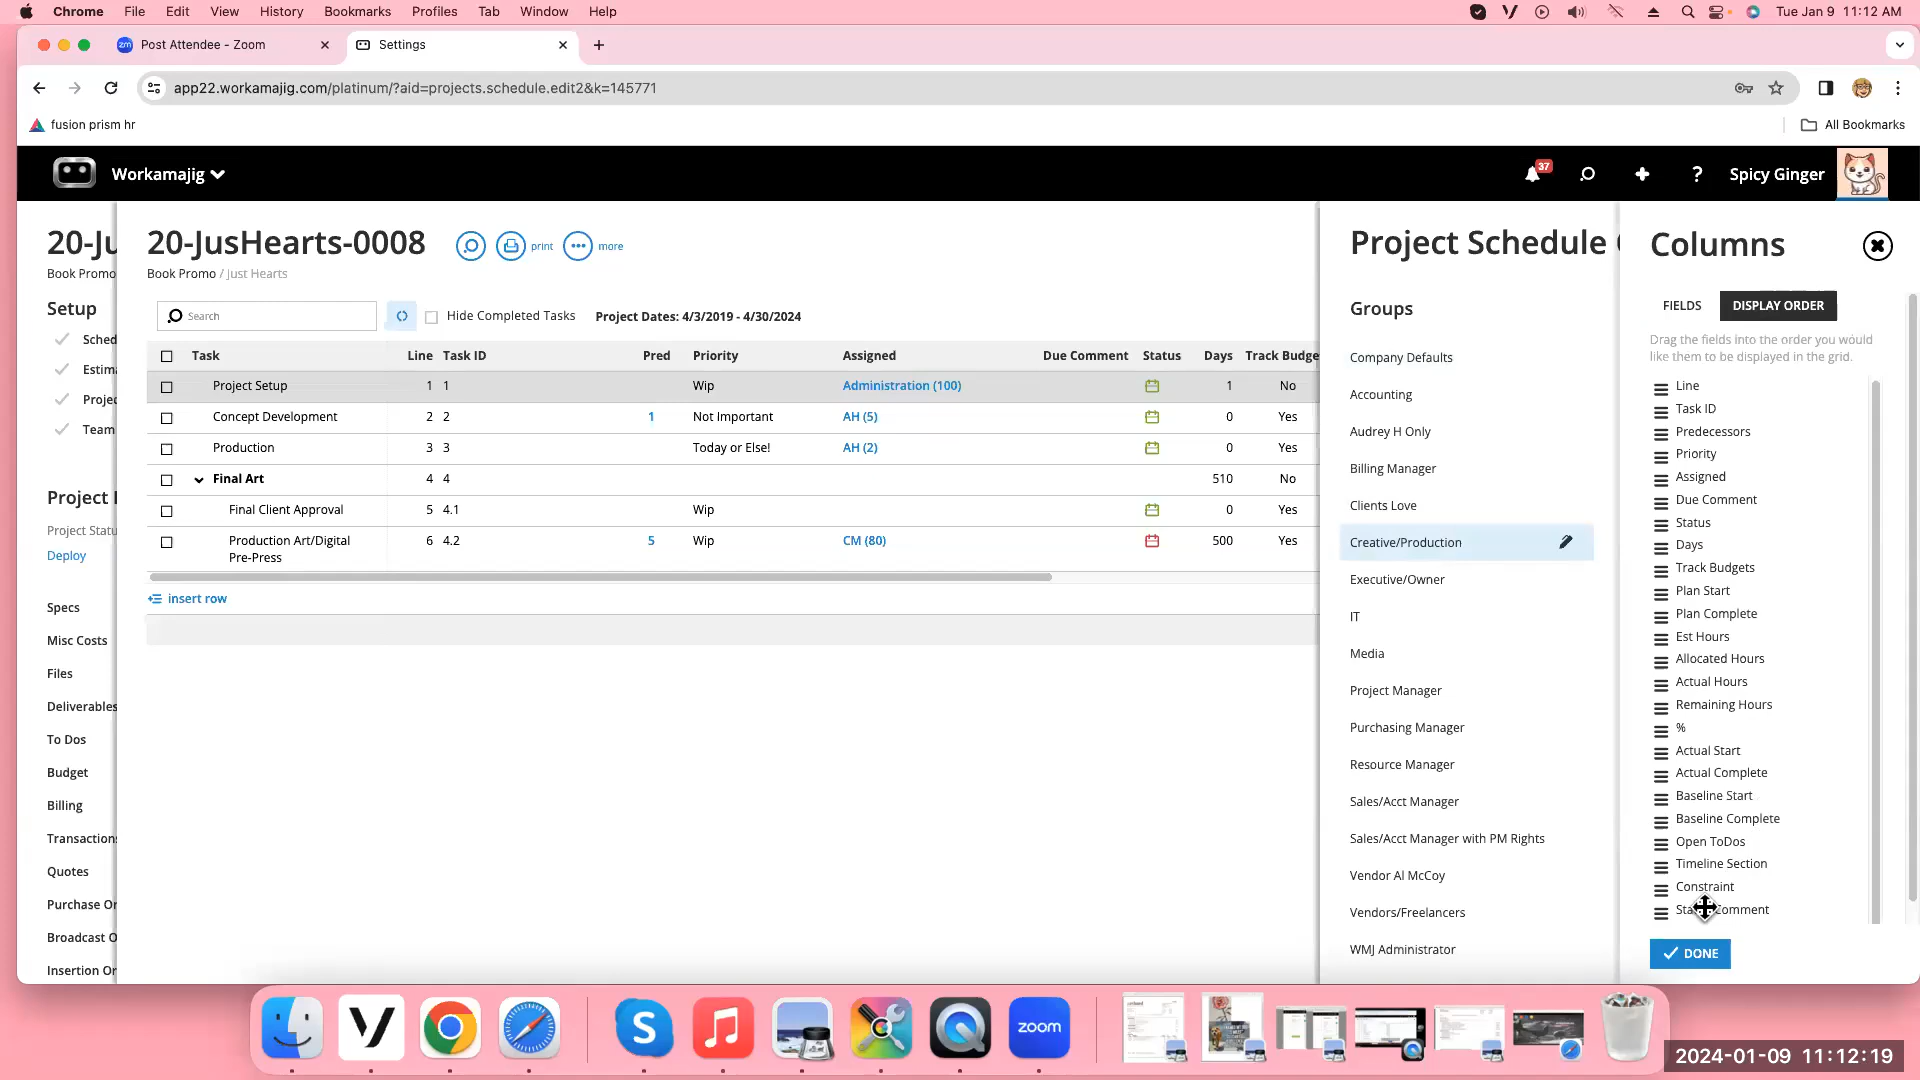 Chrome File Edit View History Bookmarks Profiles Tab Window Help
Tue Jan 9 11:12 AM
zm Post Attendee - Zoom
Settings
app22.workamajig.com/platinum/?aid=projects.schedule.edit2&k=145771
fusion prism hr
All Bookmarks
Workamajig
37
?
Spicy Ginger
20-Ju
Book Promo
Setup
Sched
Estima
Projec
Team
Project
Project Statu
Deploy
Specs
Misc Costs
Files
Deliverables
To Dos
Budget
Billing
Transactions
Quotes
Purchase Or
Broadcast O
Insertion Or
20-JusHearts-0008
print
more
Book Promo / Just Hearts
Search
Hide Completed Tasks
Project Dates: 4/3/2019 - 4/30/2024
Task Line Task ID Pred Priority Assigned Due Comment Status Days Track Budge
Project Setup 1 1 Wip Administration (100) 1 No
Concept Development 2 2 1 Not Important AH (5) 0 Yes
Production 3 3 Today or Else! AH (2) 0 Yes
Final Art 4 4 510 No
Final Client Approval 5 4.1 Wip 0 Yes
Production Art/Digital 6 4.2 5 Wip CM (80) 500 Yes
Pre-Press
insert row
Project Schedule
Groups
Company Defaults
Accounting
Audrey H Only
Billing Manager
Clients Love
Creative/Production
Executive/Owner
IT
Media
Project Manager
Purchasing Manager
Resource Manager
Sales/Acct Manager
Sales/Acct Manager with PM Rights
Vendor Al McCoy
Vendors/Freelancers
WMJ Administrator
Columns
FIELDS
DISPLAY ORDER
Drag the fields into the order you would
like them to be displayed in the grid.
Line
Task ID
Predecessors
Priority
Assigned
Due Comment
Status
Days
Track Budgets
Plan Start
Plan Complete
Est Hours
Allocated Hours
Actual Hours
Remaining Hours
%
Actual Start
Actual Complete
Baseline Start
Baseline Complete
Open ToDos
Timeline Section
Constraint
Sta Comment
DONE
zoom
2024-01-09 11:12:19